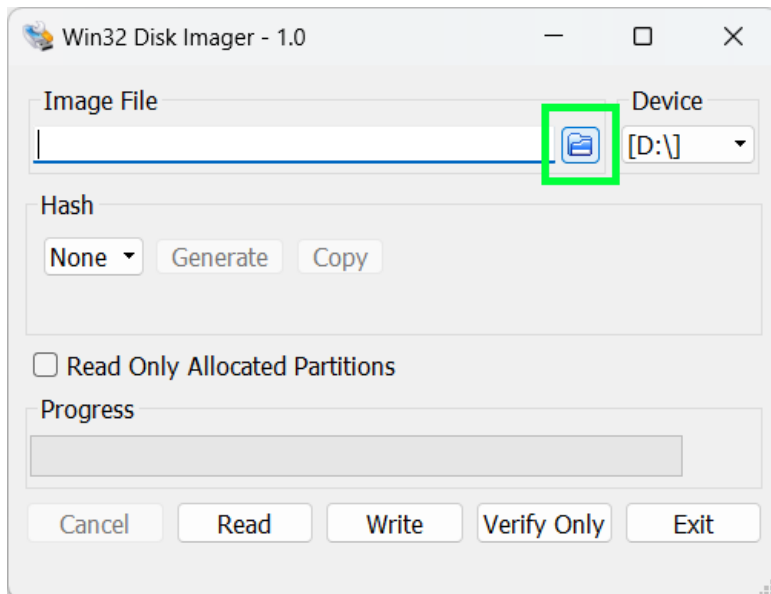 Win32 Disk Imager - 1.0
Image File
Device
[D:\]
Hash
None Generate Copy
Read Only Allocated Partitions
Progress
Cancel Read Write Verify Only Exit